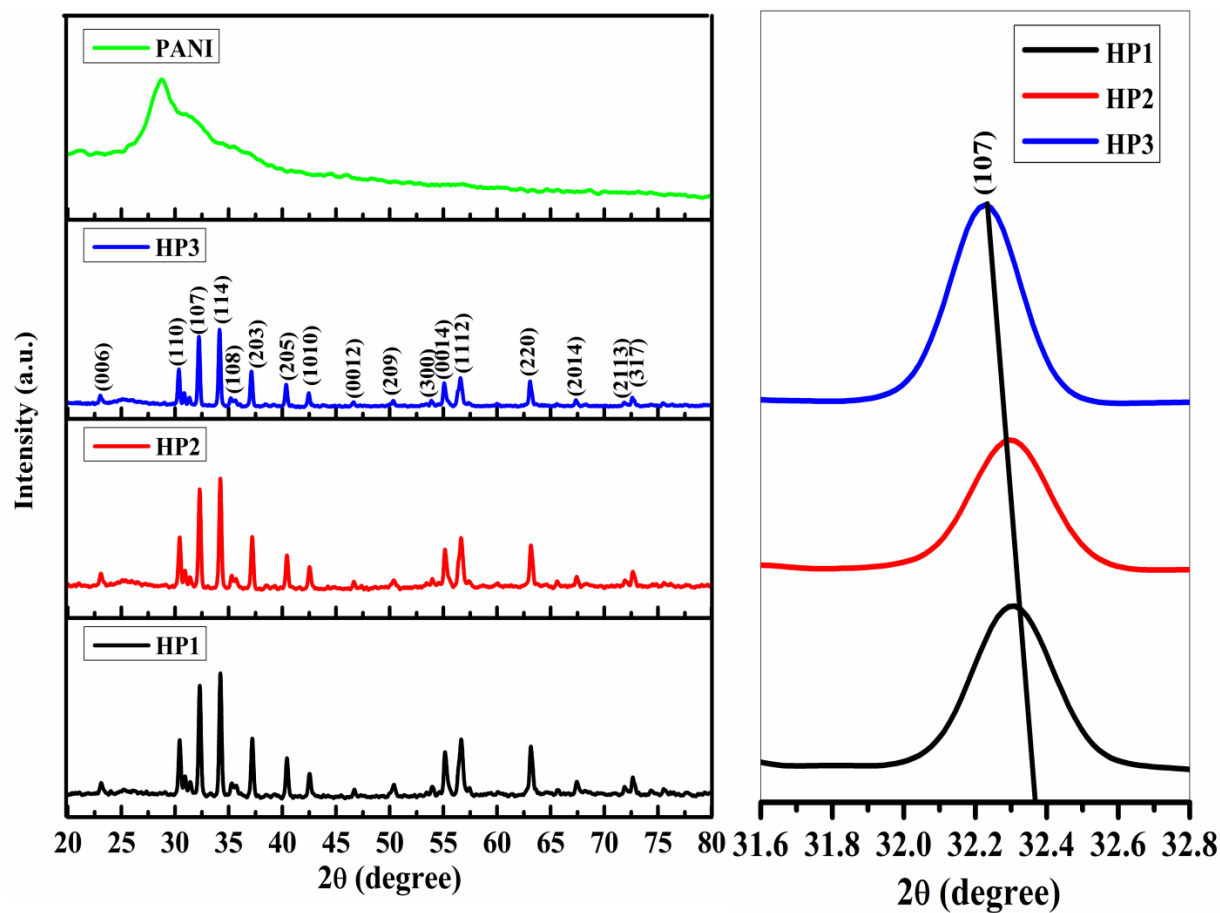 PANI
HP3
(006)
(110)
(107)
(114)
(108)
(203)
(205)
(1010)
(0012)
(209)
(300)
(0014)
(1112)
(220)
(2014)
(2113)
(317)
HP2
HP1
Intensity (a.u.)
20 25 30 35 40 45 50 55 60 65 70 75 80
2θ (degree)
HP1
HP2
HP3
(107)
31.6 31.8 32.0 32.2 32.4 32.6 32.8
2θ (degree)